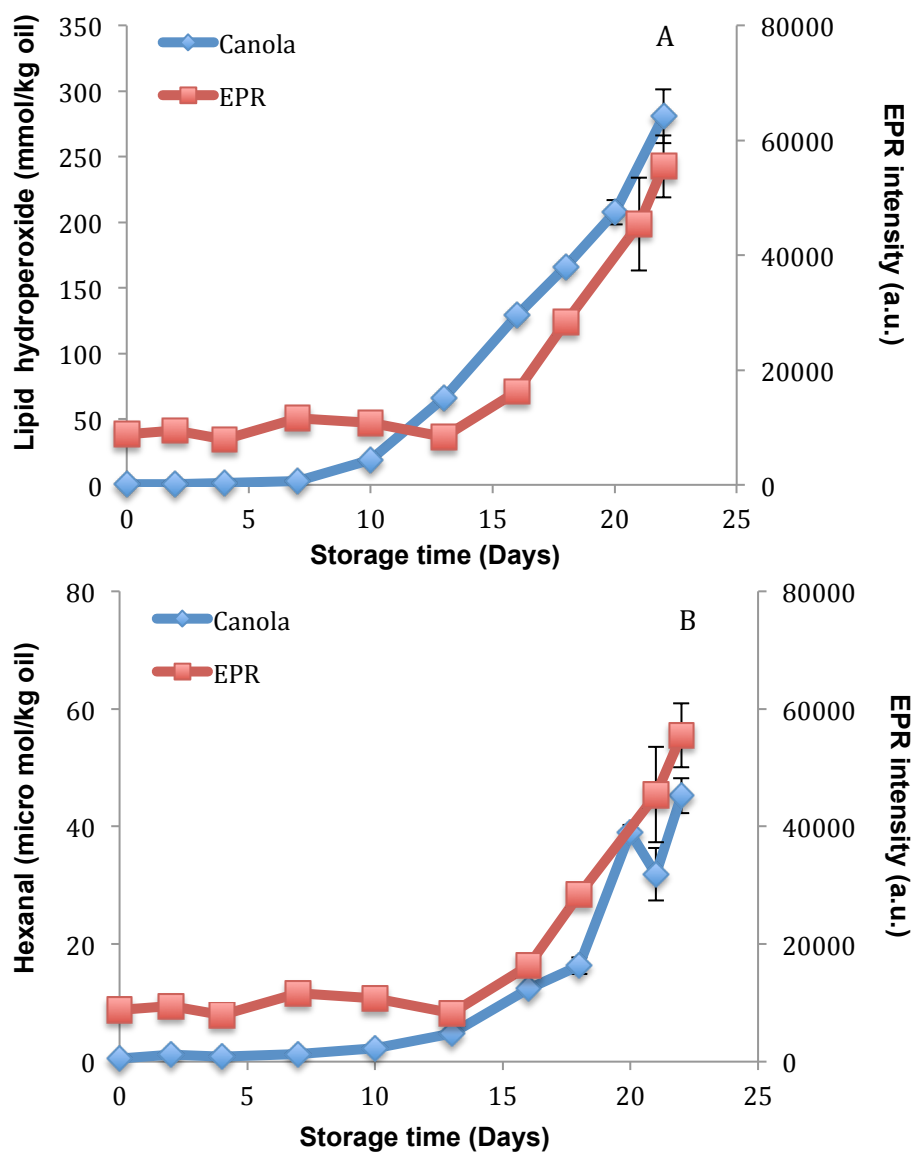 A
Canola
EPR
Lipid hydroperoxide (mmol/kg oil)
350
300
250
200
150
100
50
0
80000
60000
40000
20000
0
EPR intensity (a.u.)
0 5 10 15 20 25
Storage time (Days)
B
Canola
EPR
Hexanal (micro mol/kg oil)
80
60
40
20
0
80000
60000
40000
20000
0
EPR intensity (a.u.)
0 5 10 15 20 25
Storage time (Days)